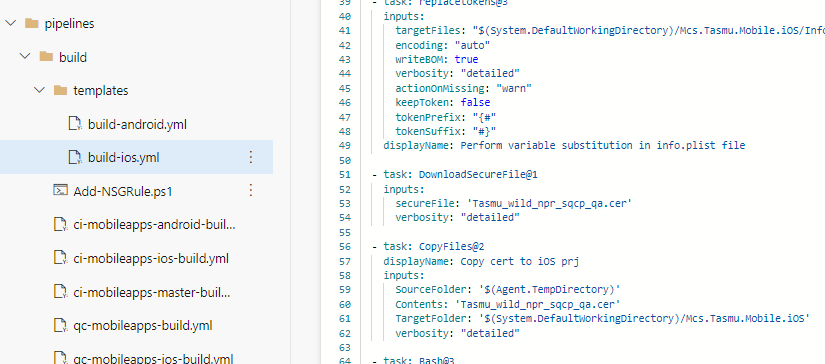 pipelines
build
templates
build-android.yml
build-ios.yml
Add-NSGRule.ps1
ci-mobileapps-android-buil...
ci-mobileapps-ios-build.yml
ci-mobileapps-master-buil...
qc-mobileapps-build.yml
qc-mobileapps-ios-build.yml
39 - task: replacetokens@3
40 inputs:
41 targetFiles: "$(System.DefaultWorkingDirectory)/Mcs.Tasmu.Mobile.iOS/Info
42 encoding: "auto"
43 writeBOM: true
44 verbosity: "detailed"
45 actionOnMissing: "warn"
46 keepToken: false
47 tokenPrefix: "{#"
48 tokenSuffix: "#}"
49 displayName: Perform variable substitution in info.plist file
50
51 - task: DownloadSecureFile@1
52 inputs:
53 secureFile: 'Tasmu_wild_npr_sqcp_qa.cer'
54 verbosity: "detailed"
55
56 - task: CopyFiles@2
57 displayName: Copy cert to iOS prj
58 inputs:
59 SourceFolder: '$(Agent.TempDirectory)'
60 Contents: 'Tasmu_wild_npr_sqcp_qa.cer'
61 TargetFolder: '$(System.DefaultWorkingDirectory)/Mcs.Tasmu.Mobile.iOS'
62 verbosity: "detailed"
63
64 - task: Bash@3